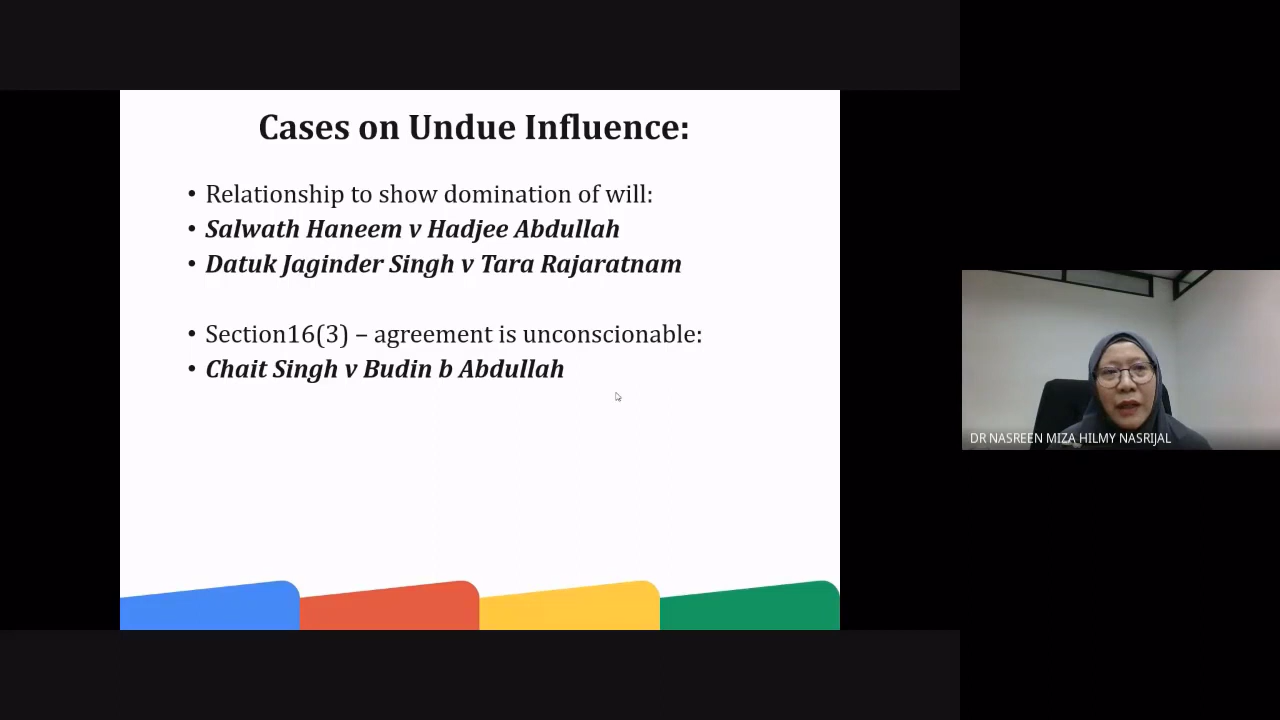 Cases on Undue Influence:
• Relationship to show domination of will:
• Salwath Haneem v Hadjee Abdullah
• Datuk Jaginder Singh v Tara Rajaratnam
• Section16(3) – agreement is unconscionable:
• Chait Singh v Budin b Abdullah
DR NASREEN MIZA HILMY NASRIJAL